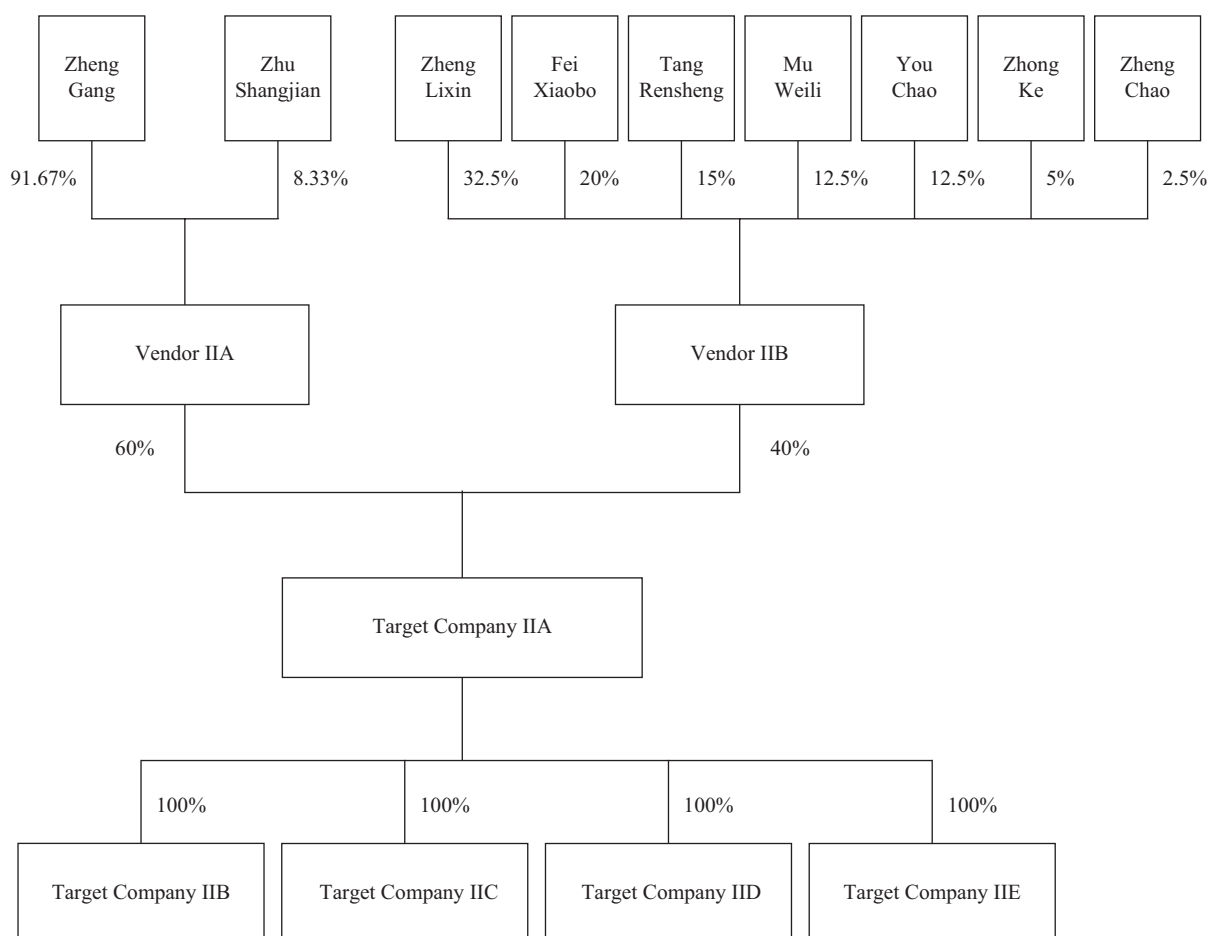 Zheng
Gang
Zhu
Shangjian
Zheng
Lixin
Fei
Xiaobo
Tang
Rensheng
Mu
Weili
You
Chao
Zhong
Ke
Zheng
Chao
91.67%
8.33%
32.5%
20%
15%
12.5%
12.5%
5%
2.5%
Vendor IIA
Vendor IIB
60%
40%
Target Company IIA
100%
100%
100%
100%
Target Company IIB
Target Company IIC
Target Company IID
Target Company IIE